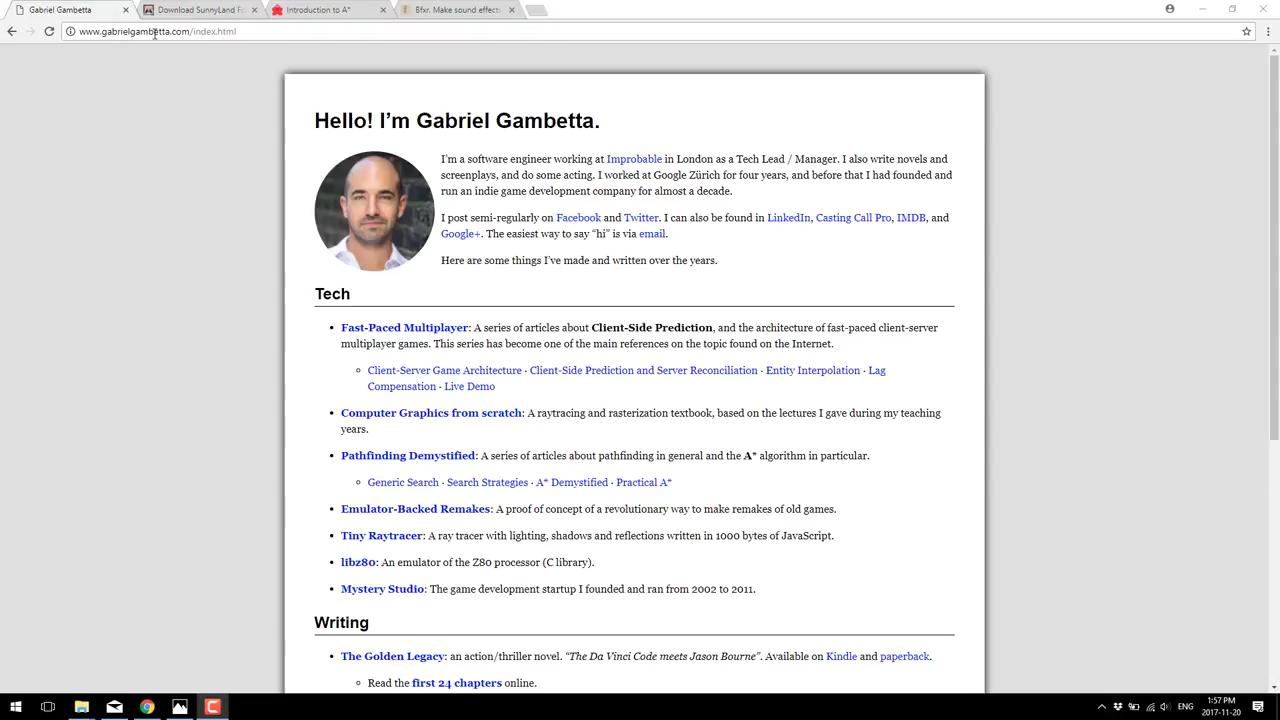 Gabriel Gambetta
Download SunnyLand Fo
Introduction to A*
Bfxr. Make sound effects
www.gabrielgambetta.com/index.html
Hello! I'm Gabriel Gambetta.
I'm a software engineer working at Improbable in London as a Tech Lead / Manager. I also write novels and
screenplays, and do some acting. I worked at Google Zürich for four years, and before that I had founded and
run an indie game development company for almost a decade.
I post semi-regularly on Facebook and Twitter. I can also be found in LinkedIn, Casting Call Pro, IMDB, and
Google+. The easiest way to say “hi” is via email.
Here are some things I've made and written over the years.
Tech
• Fast-Paced Multiplayer: A series of articles about Client-Side Prediction, and the architecture of fast-paced client-server
multiplayer games. This series has become one of the main references on the topic found on the Internet.
Client-Server Game Architecture · Client-Side Prediction and Server Reconciliation · Entity Interpolation · Lag
Compensation · Live Demo
• Computer Graphics from scratch: A raytracing and rasterization textbook, based on the lectures I gave during my teaching
years.
• Pathfinding Demystified: A series of articles about pathfinding in general and the A* algorithm in particular.
Generic Search · Search Strategies · A* Demystified · Practical A*
• Emulator-Backed Remakes: A proof of concept of a revolutionary way to make remakes of old games.
• Tiny Raytracer: A ray tracer with lighting, shadows and reflections written in 1000 bytes of JavaScript.
• libz80: An emulator of the Z80 processor (C library).
• Mystery Studio: The game development startup I founded and ran from 2002 to 2011.
Writing
• The Golden Legacy: an action/thriller novel. “The Da Vinci Code meets Jason Bourne”. Available on Kindle and paperback.
Read the first 24 chapters online.
ENG
1:57 PM
2017-11-20